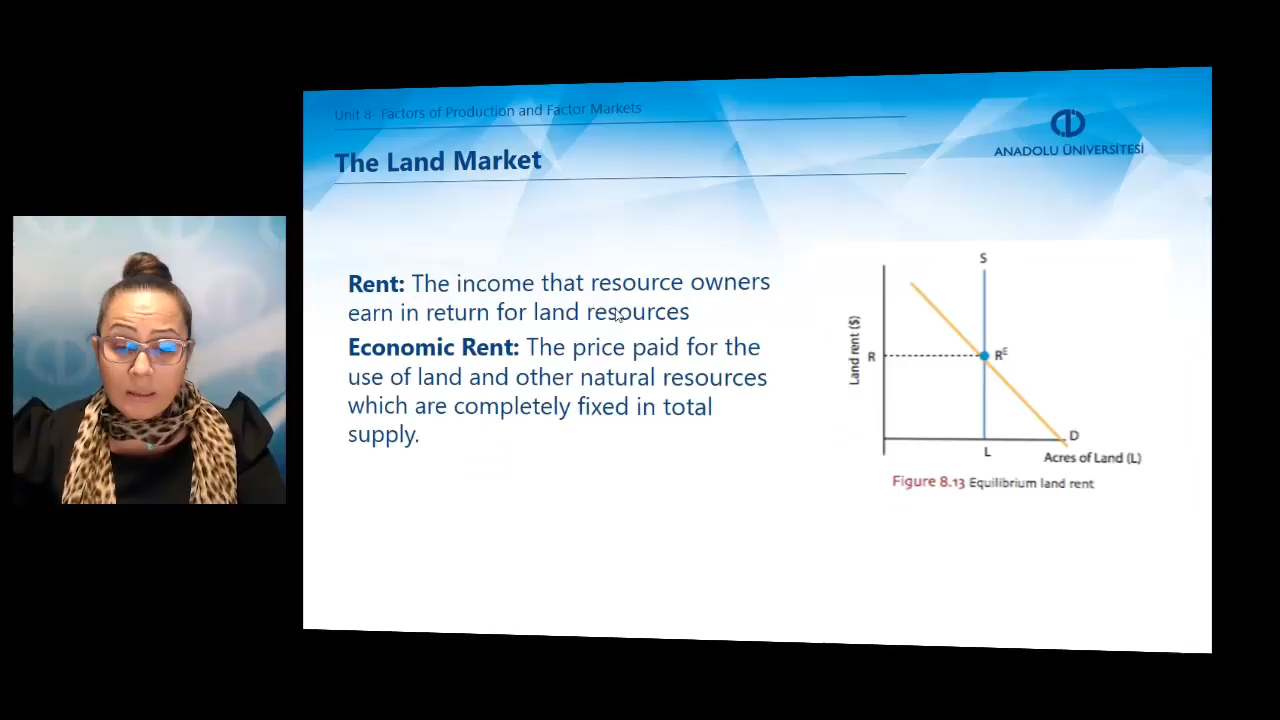 Unit 8- Factors of Production and Factor Markets
The Land Market
ANADOLU ÜNİVERSİTESİ
Rent: The income that resource owners
earn in return for land resources
Economic Rent: The price paid for the
use of land and other natural resources
which are completely fixed in total
supply.
S
Land rent ($)
R
Rᴱ
D
L
Acres of Land (L)
Figure 8.13 Equilibrium land rent